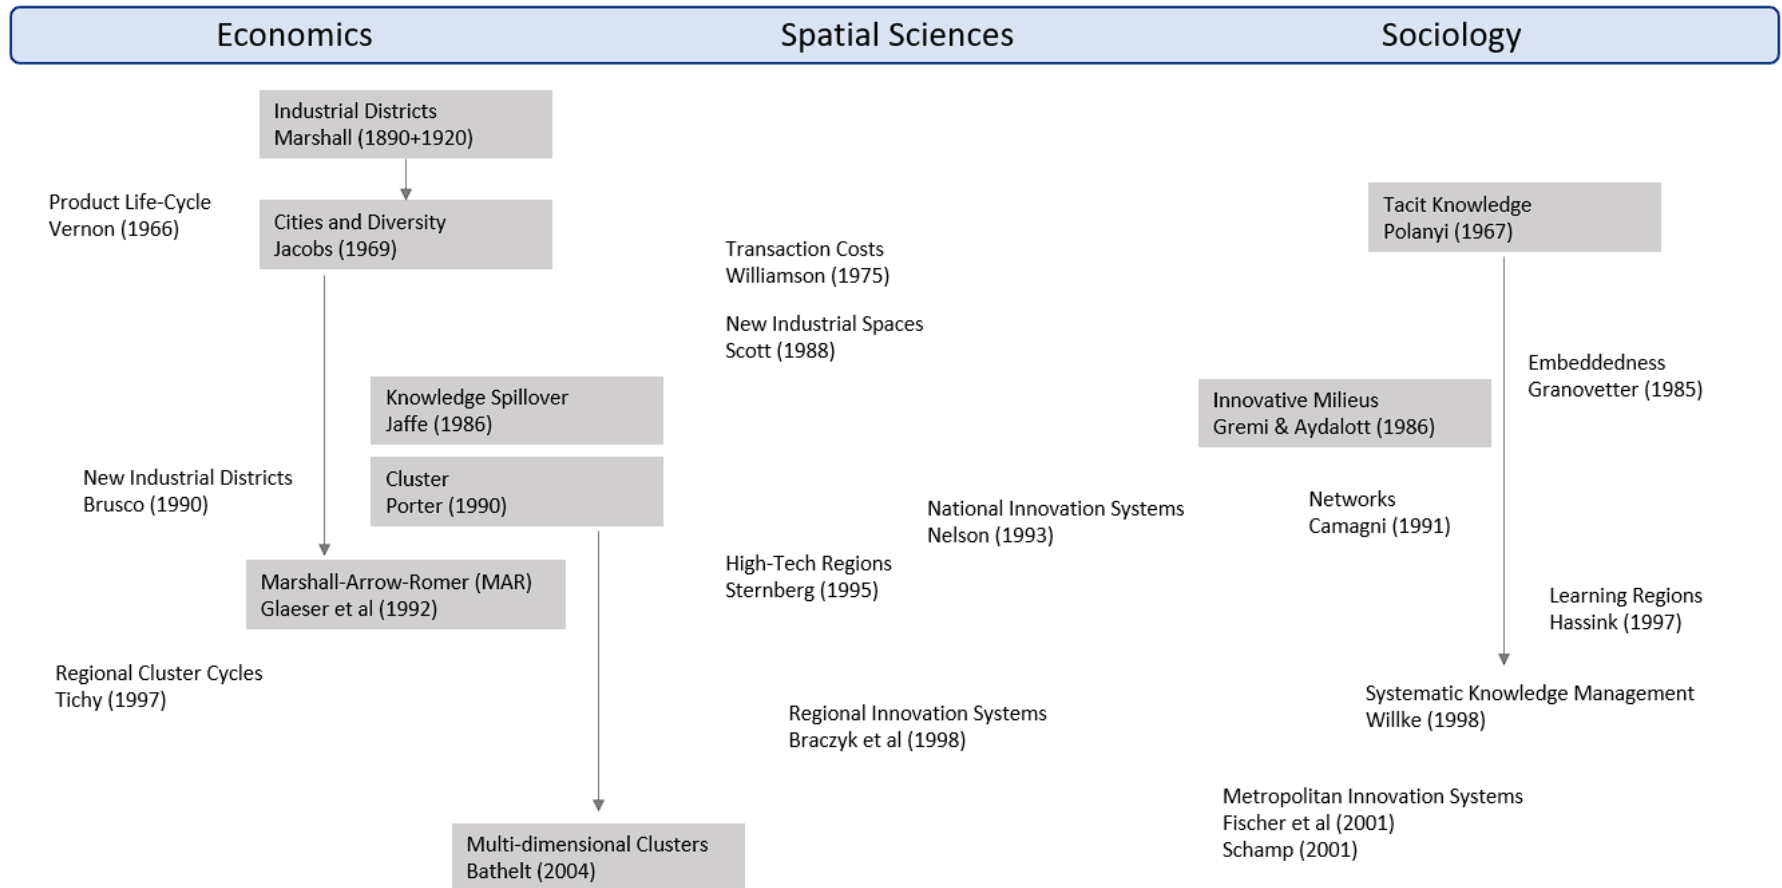 Economics
Spatial Sciences
Sociology
Industrial Districts
Marshall (1890+1920)
Product Life-Cycle
Vernon (1966)
Cities and Diversity
Jacobs (1969)
Tacit Knowledge
Polanyi (1967)
Transaction Costs
Williamson (1975)
New Industrial Spaces
Scott (1988)
Embeddedness
Granovetter (1985)
Knowledge Spillover
Jaffe (1986)
Innovative Milieus
Gremi & Aydalott (1986)
New Industrial Districts
Brusco (1990)
Cluster
Porter (1990)
National Innovation Systems
Nelson (1993)
Networks
Camagni (1991)
High-Tech Regions
Sternberg (1995)
Marshall-Arrow-Romer (MAR)
Glaeser et al (1992)
Learning Regions
Hassink (1997)
Regional Cluster Cycles
Tichy (1997)
Systematic Knowledge Management
Willke (1998)
Regional Innovation Systems
Braczyk et al (1998)
Metropolitan Innovation Systems
Fischer et al (2001)
Schamp (2001)
Multi-dimensional Clusters
Bathelt (2004)